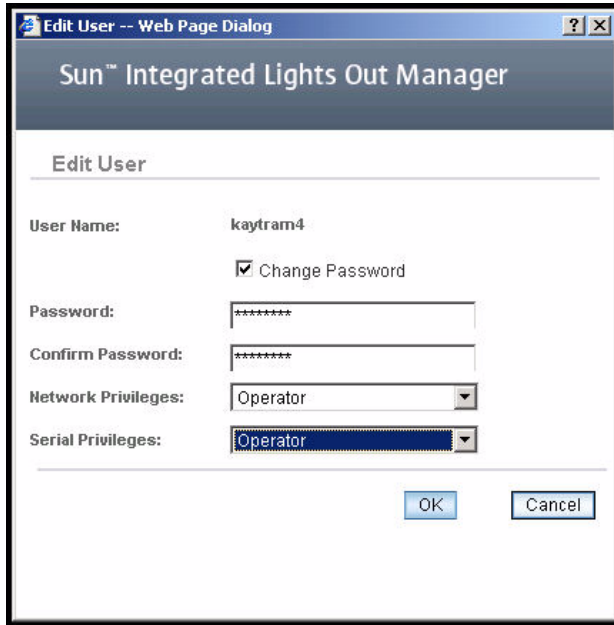 Edit User -- Web Page Dialog
Sun™ Integrated Lights Out Manager
Edit User
User Name: kaytram4
Change Password
Password: ********
Confirm Password: ********
Network Privileges: Operator
Serial Privileges: Operator
OK Cancel